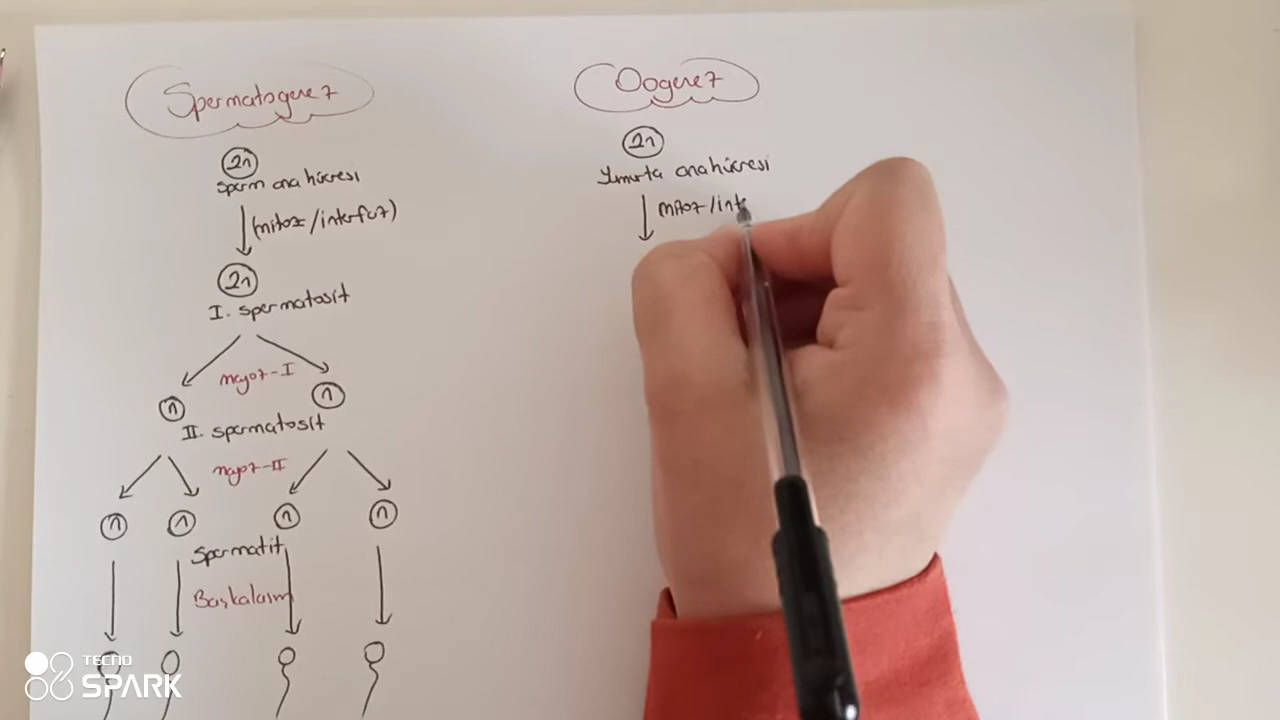 Spermatogenez
2n
Sperm ana hücresi
(mitoz/interfaz)
2n
I. spermatosit
mayoz-I
n n
II. spermatosit
mayoz-II
n n n n
Spermatit
Başkalaşım
Oogenez
2n
Yumurta ana hücresi
mitoz/int
TECNO
SPARK